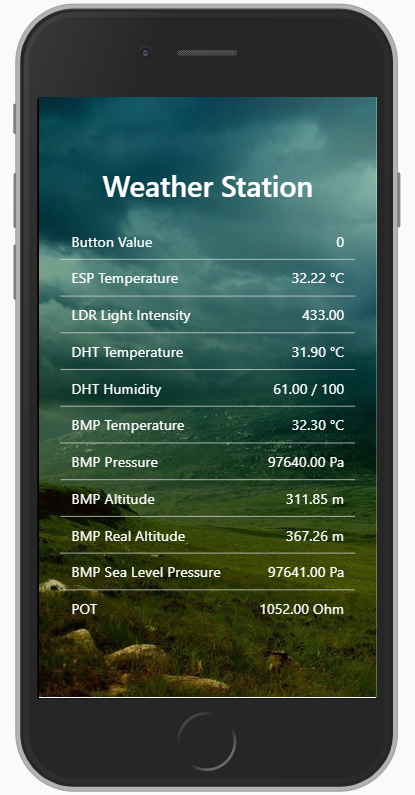 Weather Station
Button Value 0
ESP Temperature 32.22 °C
LDR Light Intensity 433.00
DHT Temperature 31.90 °C
DHT Humidity 61.00 / 100
BMP Temperature 32.30 °C
BMP Pressure 97640.00 Pa
BMP Altitude 311.85 m
BMP Real Altitude 367.26 m
BMP Sea Level Pressure 97641.00 Pa
POT 1052.00 Ohm